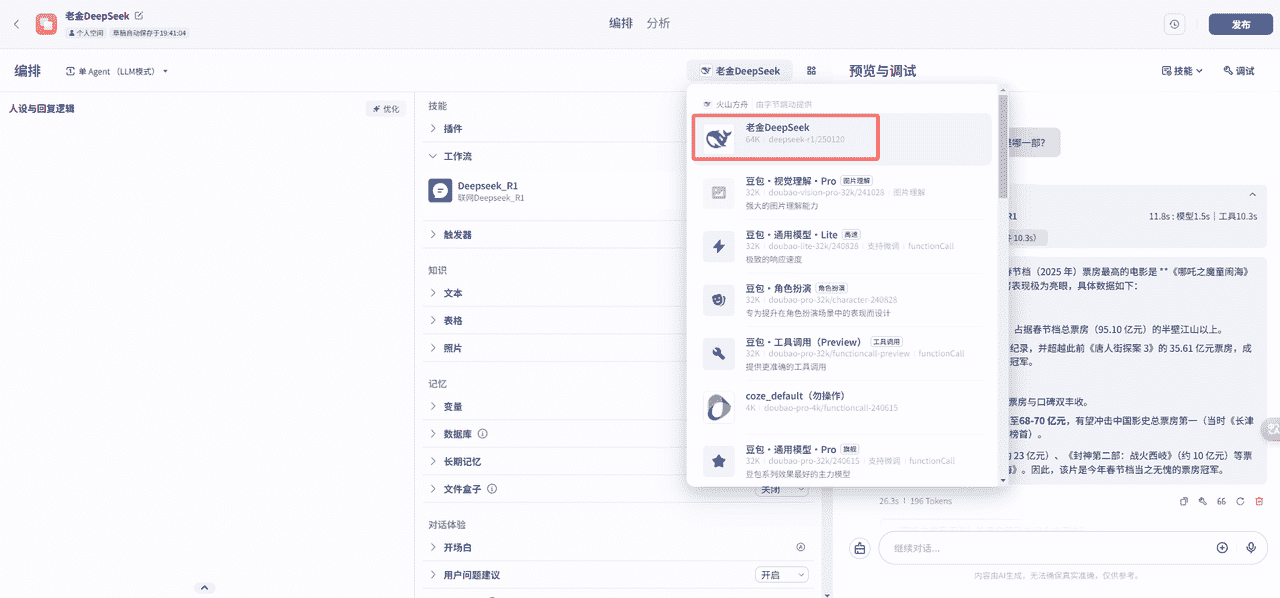 老金DeepSeek
个人空间 草稿自动保存于19:41:04
编排 分析
发布
编排
单 Agent（LLM模式）
老金DeepSeek
预览与调试
技能
调试
人设与回复逻辑
优化
技能
插件
工作流
Deepseek_R1
联网Deepseek_R1
触发器
知识
文本
表格
照片
记忆
变量
数据库
长期记忆
文件盒子
关闭
对话体验
开场白
用户问题建议
开启
火山方舟 由字节跳动提供
老金DeepSeek
64K deepseek-r1/250120
豆包·视觉理解·Pro 图片理解
32K doubao-vision-pro-32k/241028 图片理解
强大的图片理解能力
豆包·通用模型·Lite 高速
32K doubao-lite-32k/240828 支持微调 functionCall
极致的响应速度
豆包·角色扮演 角色扮演
32K doubao-pro-32k/character-240828
专为提升在角色扮演场景中的表现而设计
豆包·工具调用（Preview） 工具调用
32K doubao-pro-32k/functioncall-preview functionCall
提供更准确的工具调用
coze_default（勿操作）
4K doubao-pro-4k/functioncall-240615
豆包·通用模型·Pro 旗舰
32K doubao-pro-32k/240615 支持微调 functionCall
豆包系列效果最好的主力模型
哪一部？
R1
11.8s : 模型1.5s | 工具10.3s
10.3s）
春节档（2025 年）票房最高的电影是 **《哪吒之魔童闹海》
表现极为亮眼，具体数据如下：
占据春节档总票房（95.10 亿元）的半壁江山以上。
纪录，并超越此前《唐人街探案 3》的 35.61 亿元票房，成
冠军。
票房与口碑双丰收。
至68-70 亿元，有望冲击中国影史总票房第一（当时《长津
榜首）。
23 亿元）、《封神第二部：战火西岐》（约 10 亿元）等票
》。因此，该片是今年春节档当之无愧的票房冠军。
26.3s | 196 Tokens
继续对话...
内容由AI生成，无法确保真实准确，仅供参考。